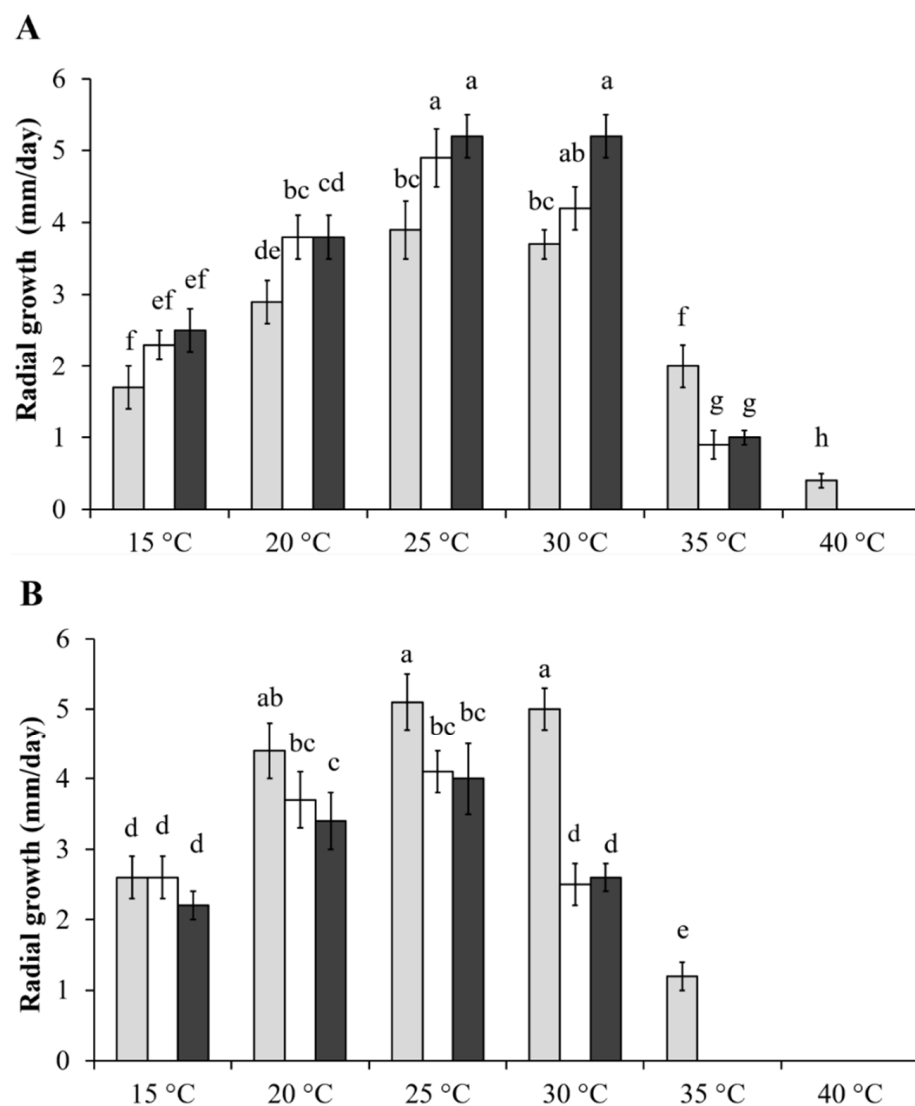 A
Radial growth (mm/day)
6
5
4
3
2
1
0
f ef ef
de bc cd
bc a a
bc ab a
f g g
h
15 °C 20 °C 25 °C 30 °C 35 °C 40 °C
B
Radial growth (mm/day)
6
5
4
3
2
1
0
d d d
ab bc c
a bc bc
a d d
e
15 °C 20 °C 25 °C 30 °C 35 °C 40 °C